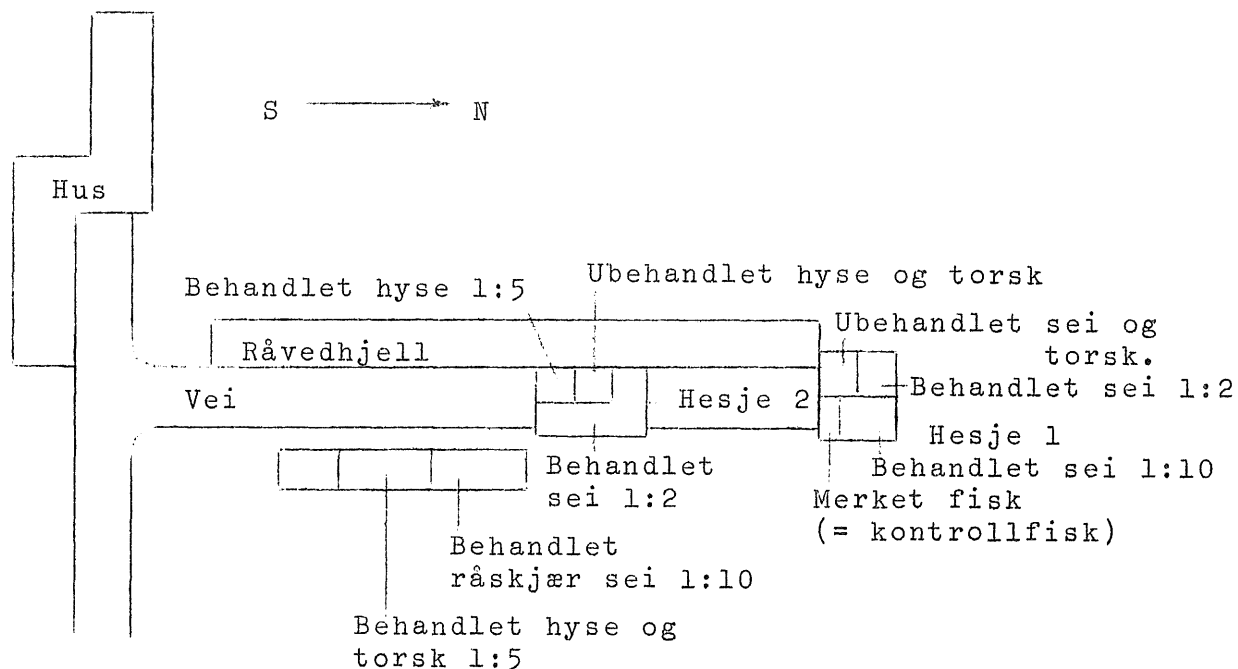 S N
Hus
Behandlet hyse 1:5
Ubehandlet hyse og torsk
Råvedhjell
Ubehandlet sei og
torsk.
Behandlet sei 1:2
Vei
Hesje 2
Hesje 1
Behandlet
sei 1:2
Behandlet sei 1:10
Merket fisk
(= kontrollfisk)
Behandlet
råskjær sei 1:10
Behandlet hyse og
torsk 1:5